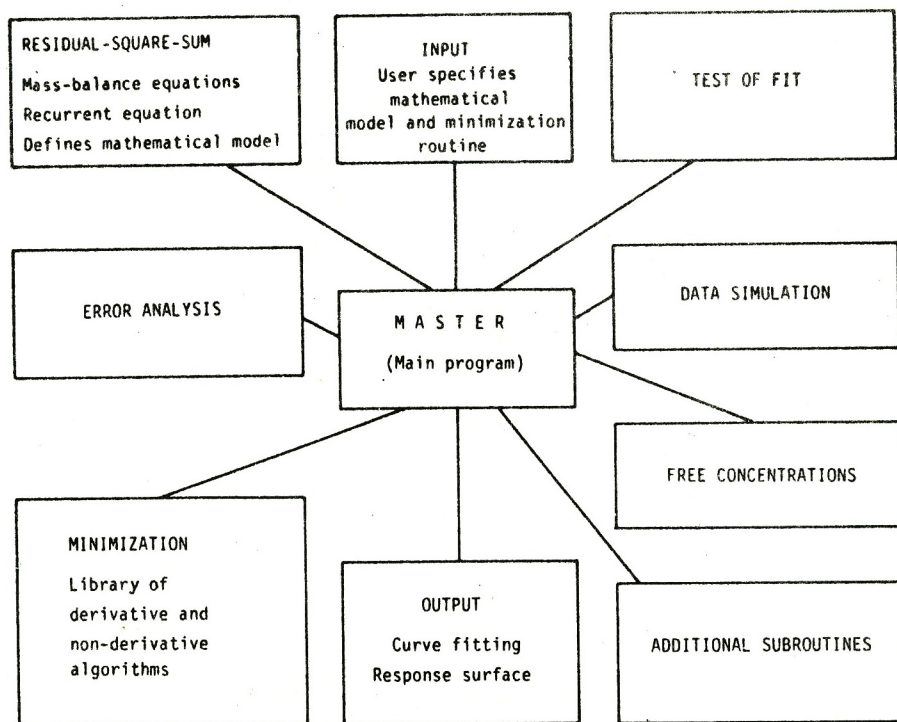 RESIDUAL-SQUARE-SUM
Mass-balance equations
Recurrent equation
Defines mathematical model
INPUT
User specifies
mathematical
model and minimization
routine
TEST OF FIT
ERROR ANALYSIS
M A S T E R
(Main program)
DATA SIMULATION
FREE CONCENTRATIONS
MINIMIZATION
Library of
derivative and
non-derivative
algorithms
OUTPUT
Curve fitting
Response surface
ADDITIONAL SUBROUTINES